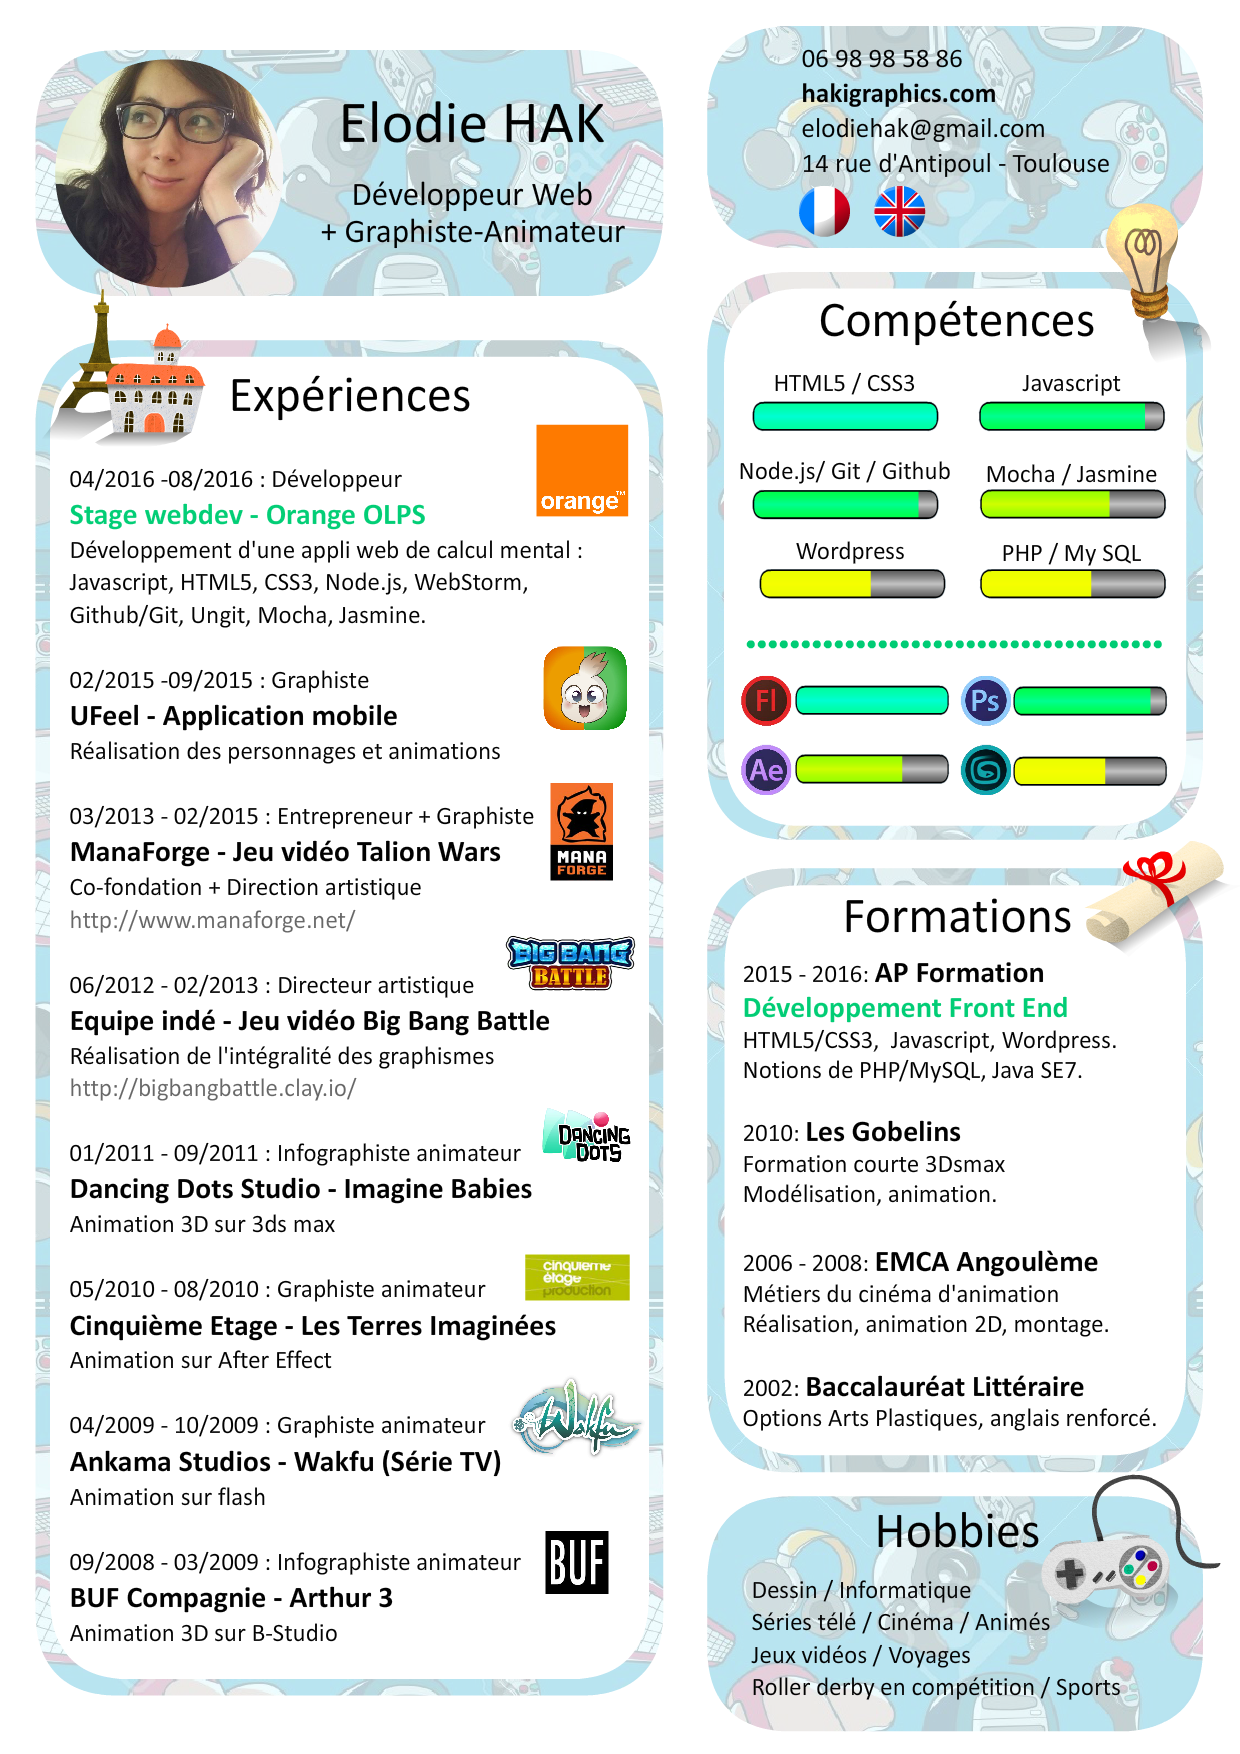 Elodie HAK
Développeur Web
+ Graphiste-Animateur
06 98 98 58 86
hakigraphics.com
elodiehak@gmail.com
14 rue d'Antipoul - Toulouse
Expériences
orange™
04/2016 -08/2016 : Développeur
Stage webdev - Orange OLPS
Développement d'une appli web de calcul mental :
Javascript, HTML5, CSS3, Node.js, WebStorm,
Github/Git, Ungit, Mocha, Jasmine.
02/2015 -09/2015 : Graphiste
UFeel - Application mobile
Réalisation des personnages et animations
03/2013 - 02/2015 : Entrepreneur + Graphiste
ManaForge - Jeu vidéo Talion Wars
Co-fondation + Direction artistique
http://www.manaforge.net/
MANA
FORGE
BIG BANG
BATTLE
06/2012 - 02/2013 : Directeur artistique
Equipe indé - Jeu vidéo Big Bang Battle
Réalisation de l'intégralité des graphismes
http://bigbangbattle.clay.io/
DANCING
DOTS
01/2011 - 09/2011 : Infographiste animateur
Dancing Dots Studio - Imagine Babies
Animation 3D sur 3ds max
cinquieme
étage
production
05/2010 - 08/2010 : Graphiste animateur
Cinquième Etage - Les Terres Imaginées
Animation sur After Effect
Wakfu
04/2009 - 10/2009 : Graphiste animateur
Ankama Studios - Wakfu (Série TV)
Animation sur flash
BUF
09/2008 - 03/2009 : Infographiste animateur
BUF Compagnie - Arthur 3
Animation 3D sur B-Studio
Compétences
HTML5 / CSS3
Javascript
Node.js/ Git / Github
Mocha / Jasmine
Wordpress
PHP / My SQL
Fl
Ps
Ae
Formations
2015 - 2016: AP Formation
Développement Front End
HTML5/CSS3,  Javascript, Wordpress.
Notions de PHP/MySQL, Java SE7.
2010: Les Gobelins
Formation courte 3Dsmax
Modélisation, animation.
2006 - 2008: EMCA Angoulème
Métiers du cinéma d'animation
Réalisation, animation 2D, montage.
2002: Baccalauréat Littéraire
Options Arts Plastiques, anglais renforcé.
Hobbies
Dessin / Informatique
Séries télé / Cinéma / Animés
Jeux vidéos / Voyages
Roller derby en compétition / Sports